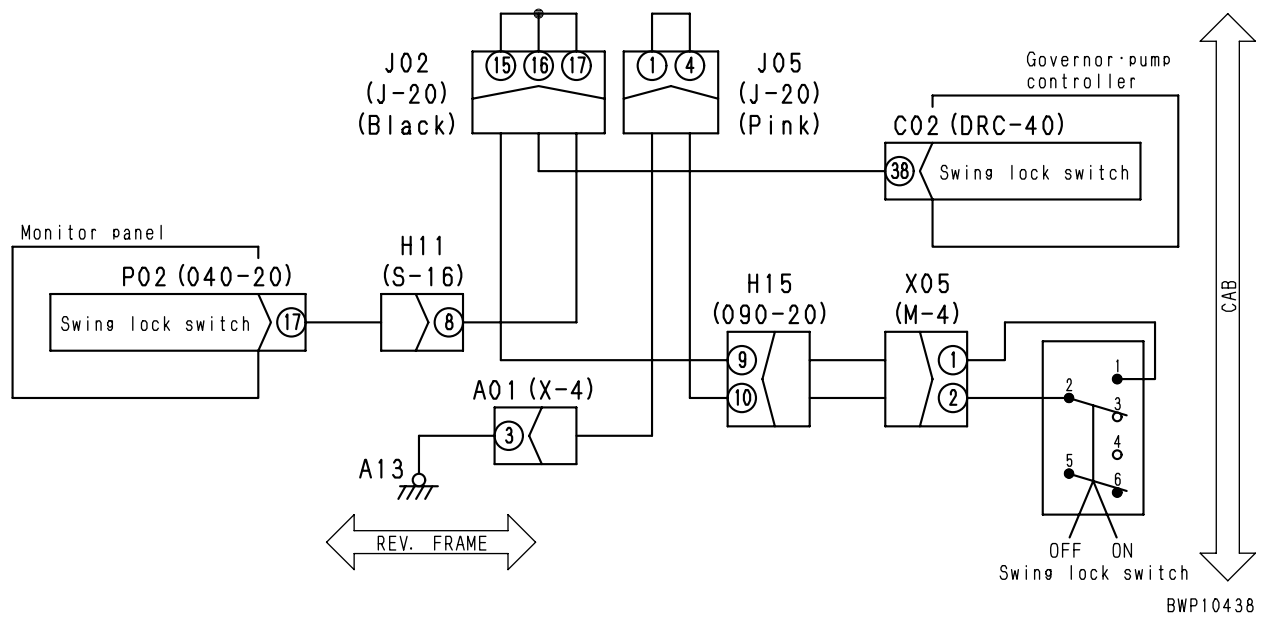 J02
(J-20)
(Black)
15 16 17
1 4
J05
(J-20)
(Pink)
Governor·pump
controller
C02 (DRC-40)
38
Swing lock switch
Monitor panel
P02 (040-20)
Swing lock switch
17
H11
(S-16)
8
H15
(090-20)
9
10
X05
(M-4)
1
2
1
2
3
4
5
6
OFF ON
Swing lock switch
A01 (X-4)
3
A13
REV. FRAME
CAB
BWP10438